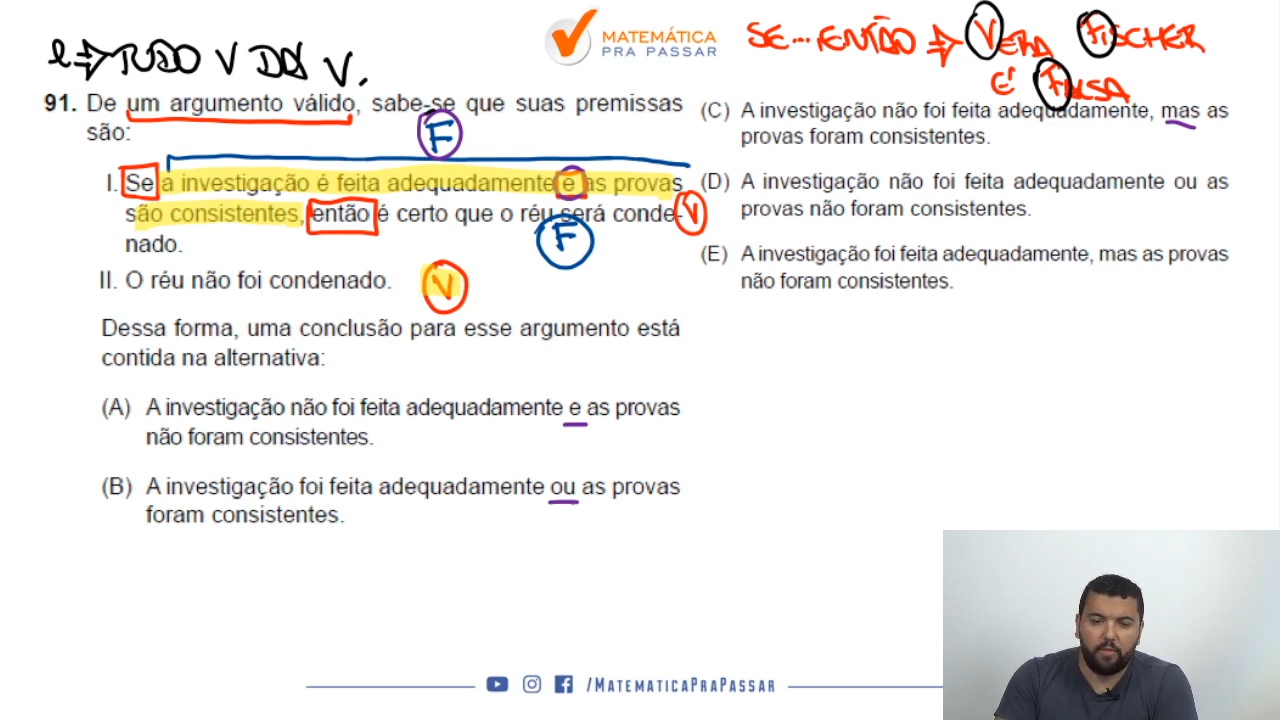 MATEMÁTICA
PRA PASSAR
e => TUDO V DÁ V.
SE... ENTÃO => VERA FISCHER
É FALSA
91. De um argumento válido, sabe-se que suas premissas
são:
F
I. Se a investigação é feita adequadamente e as provas
são consistentes, então é certo que o réu será conde-
nado.
V
F
II. O réu não foi condenado.
V
Dessa forma, uma conclusão para esse argumento está
contida na alternativa:
(A) A investigação não foi feita adequadamente e as provas
não foram consistentes.
(B) A investigação foi feita adequadamente ou as provas
foram consistentes.
(C) A investigação não foi feita adequadamente, mas as
provas foram consistentes.
(D) A investigação não foi feita adequadamente ou as
provas não foram consistentes.
(E) A investigação foi feita adequadamente, mas as provas
não foram consistentes.
/MATEMATICAPRAPASSAR